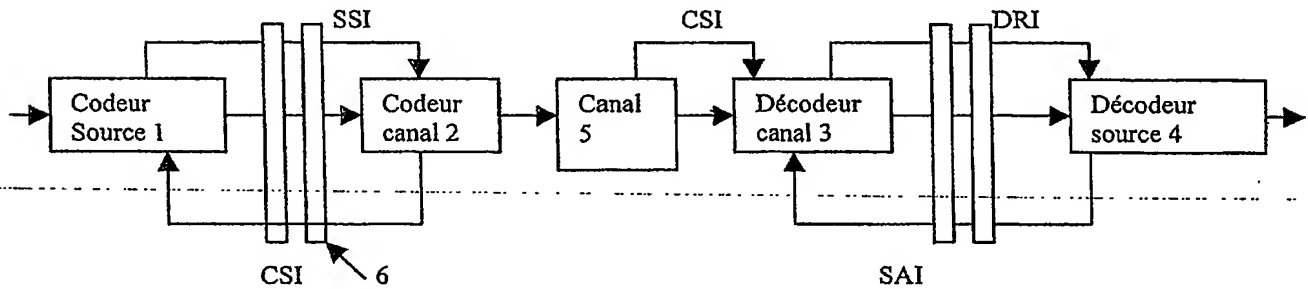 SSI
CSI
DRI
Codeur
Source 1
Codeur
canal 2
Canal
5
Décodeur
canal 3
Décodeur
source 4
CSI
6
SAI